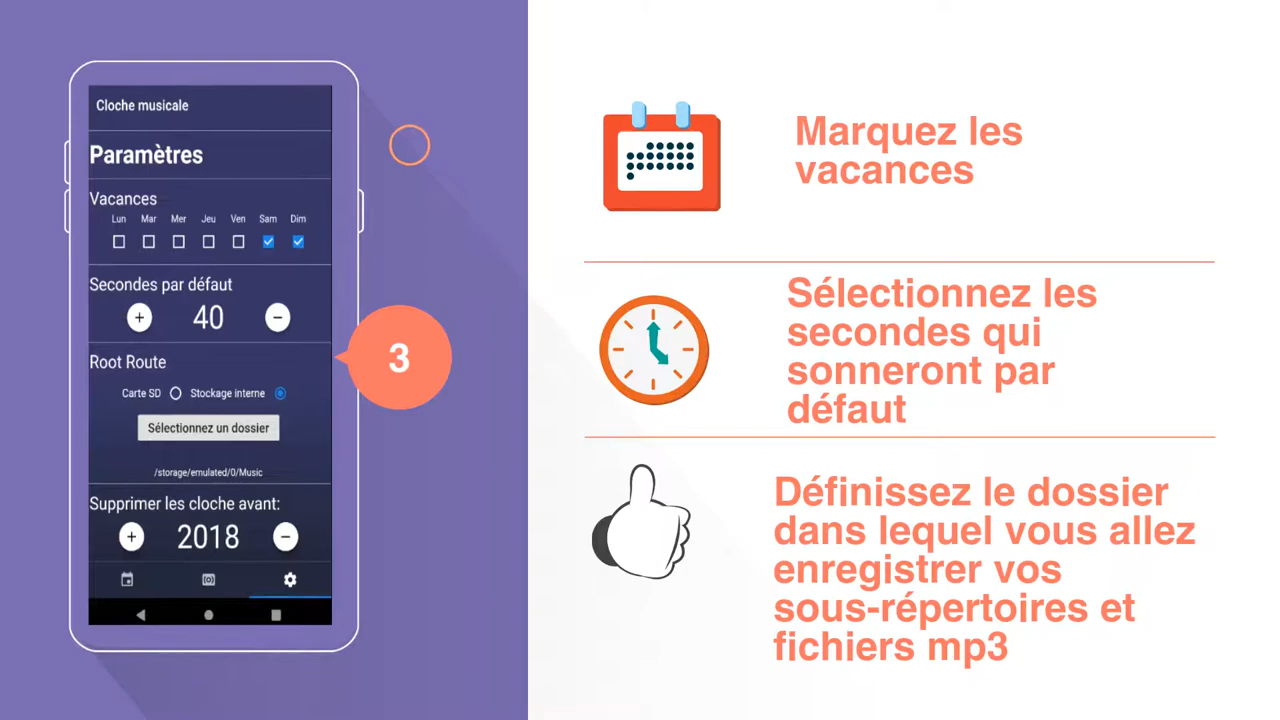 Cloche musicale
Paramètres
Vacances
Lun Mar Mer Jeu Ven Sam Dim
Secondes par défaut
+ 40 −
Root Route
Carte SD Stockage interne
Sélectionnez un dossier
/storage/emulated/0/Music
Supprimer les cloche avant:
+ 2018 −
3
Marquez les
vacances
Sélectionnez les
secondes qui
sonneront par
défaut
Définissez le dossier
dans lequel vous allez
enregistrer vos
sous-répertoires et
fichiers mp3